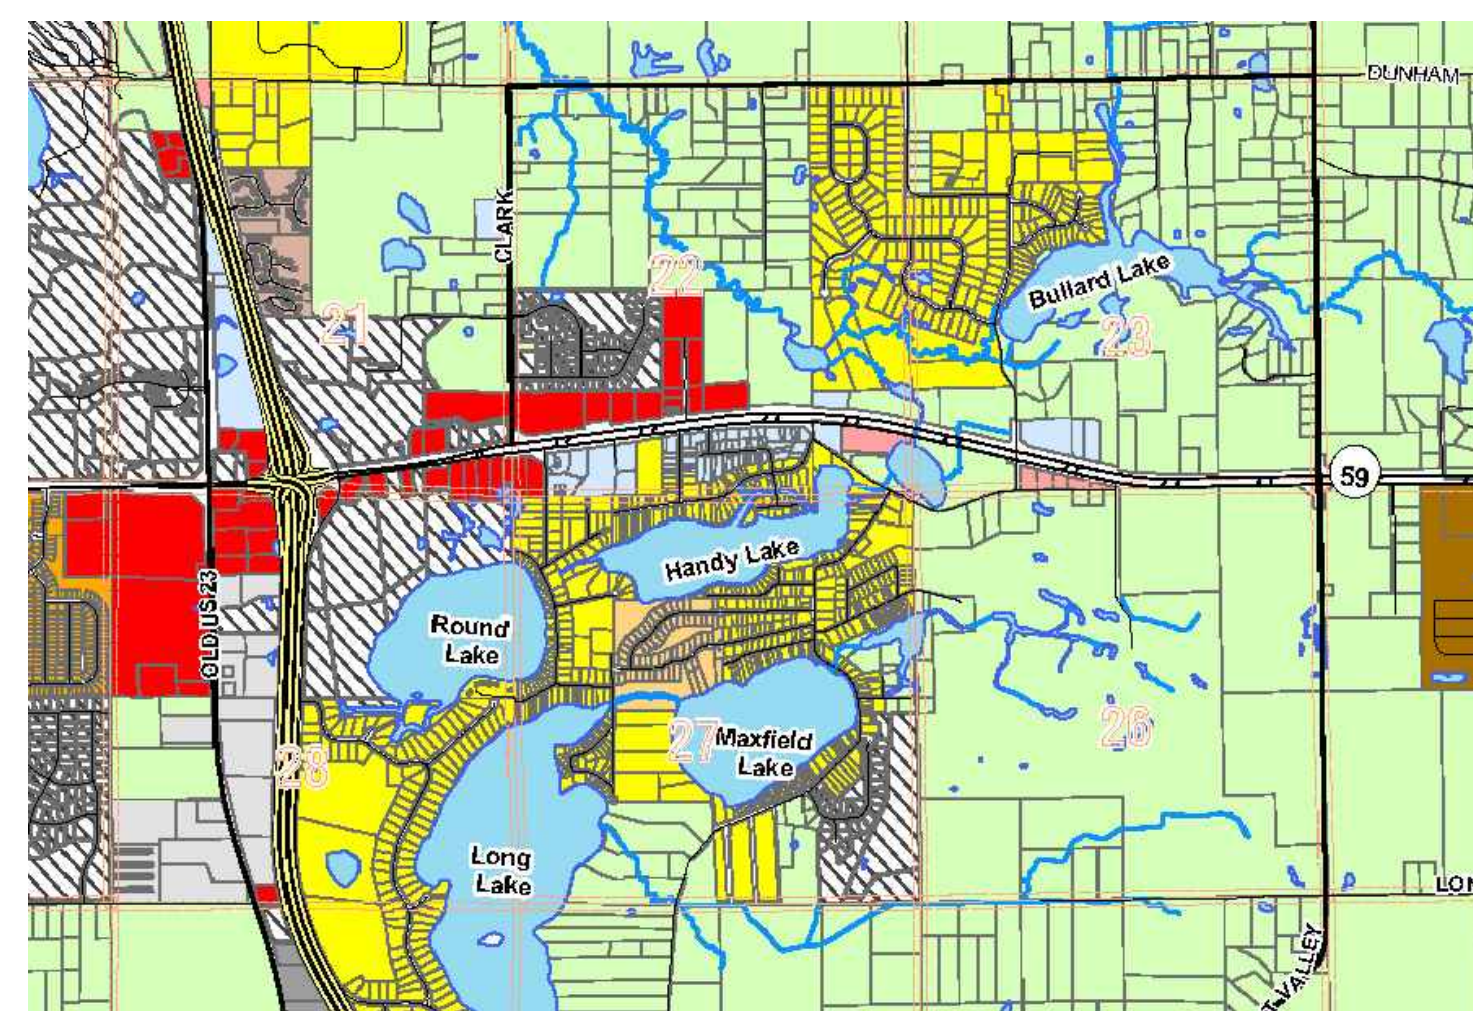 DUNHAM
CLARK
22
Bullard Lake
21
23
59
Handy Lake
OLD US 23
Round
Lake
27
Maxfield
Lake
26
28
Long
Lake
LON
T VALLEY